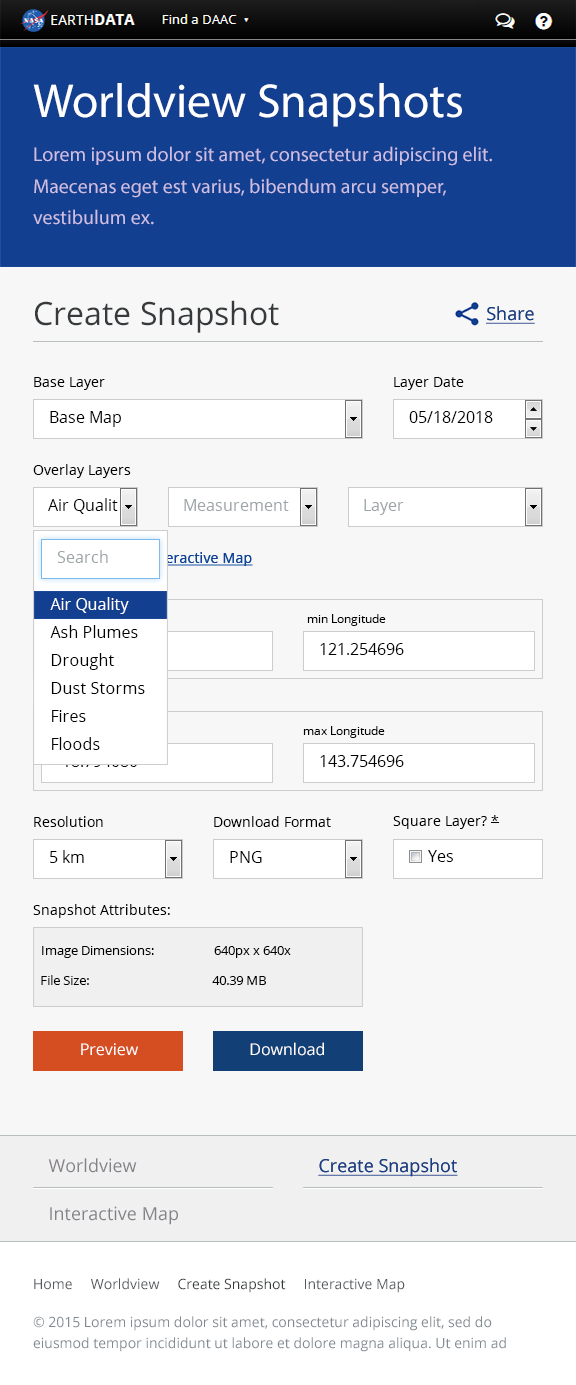 NASA EARTHDATA Find a DAAC ?
Worldview Snapshots
Lorem ipsum dolor sit amet, consectetur adipiscing elit.
Maecenas eget est varius, bibendum arcu semper,
vestibulum ex.
Create Snapshot Share
Base Layer Layer Date
Base Map 05/18/2018
Overlay Layers
Air Qualit Measurement Layer
Search eractive Map
Air Quality
min Longitude
Ash Plumes
121.254696
Drought
Dust Storms
Fires
max Longitude
Floods
143.754696
Resolution Download Format Square Layer? *
5 km PNG Yes
Snapshot Attributes:
Image Dimensions: 640px x 640x
File Size: 40.39 MB
Preview Download
Worldview Create Snapshot
Interactive Map
Home Worldview Create Snapshot Interactive Map
© 2015 Lorem ipsum dolor sit amet, consectetur adipiscing elit, sed do
eiusmod tempor incididunt ut labore et dolore magna aliqua. Ut enim ad